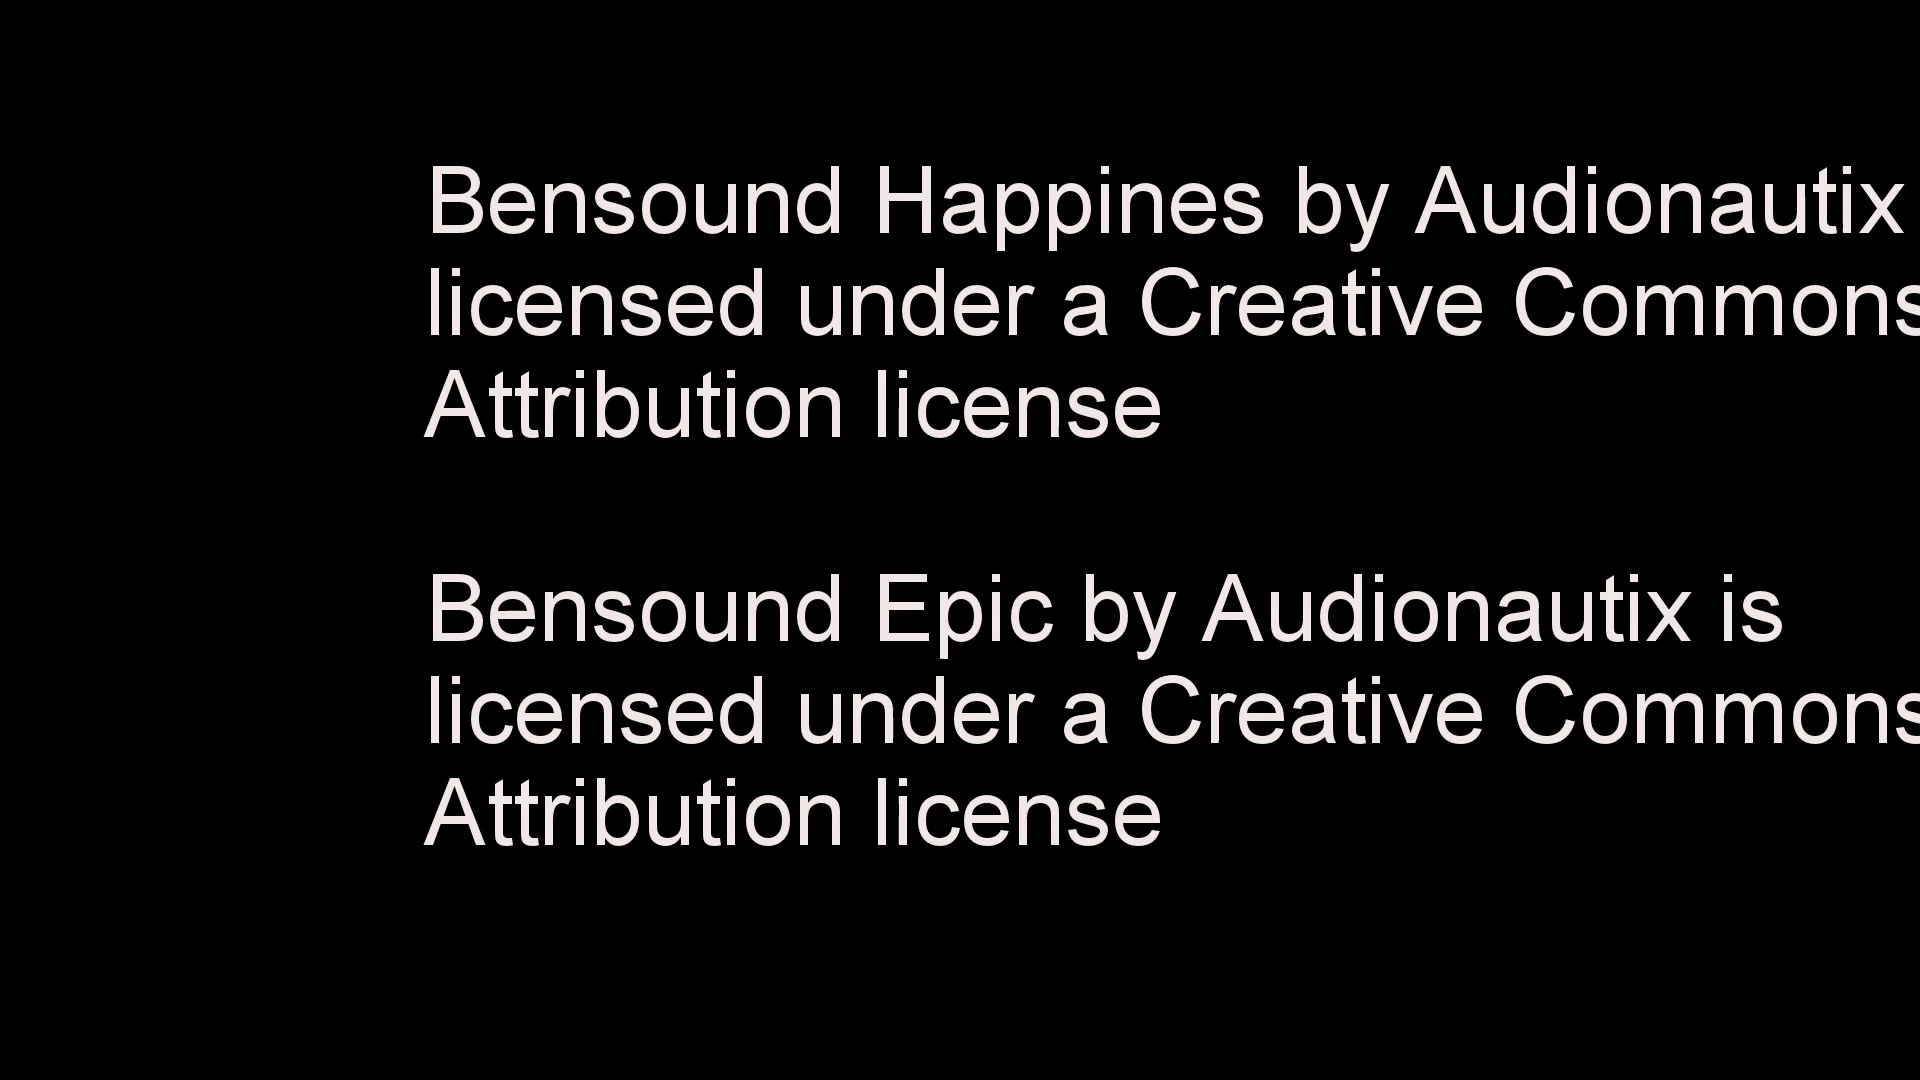 Bensound Happines by Audionautix
licensed under a Creative Commons
Attribution license
Bensound Epic by Audionautix is
licensed under a Creative Commons
Attribution license